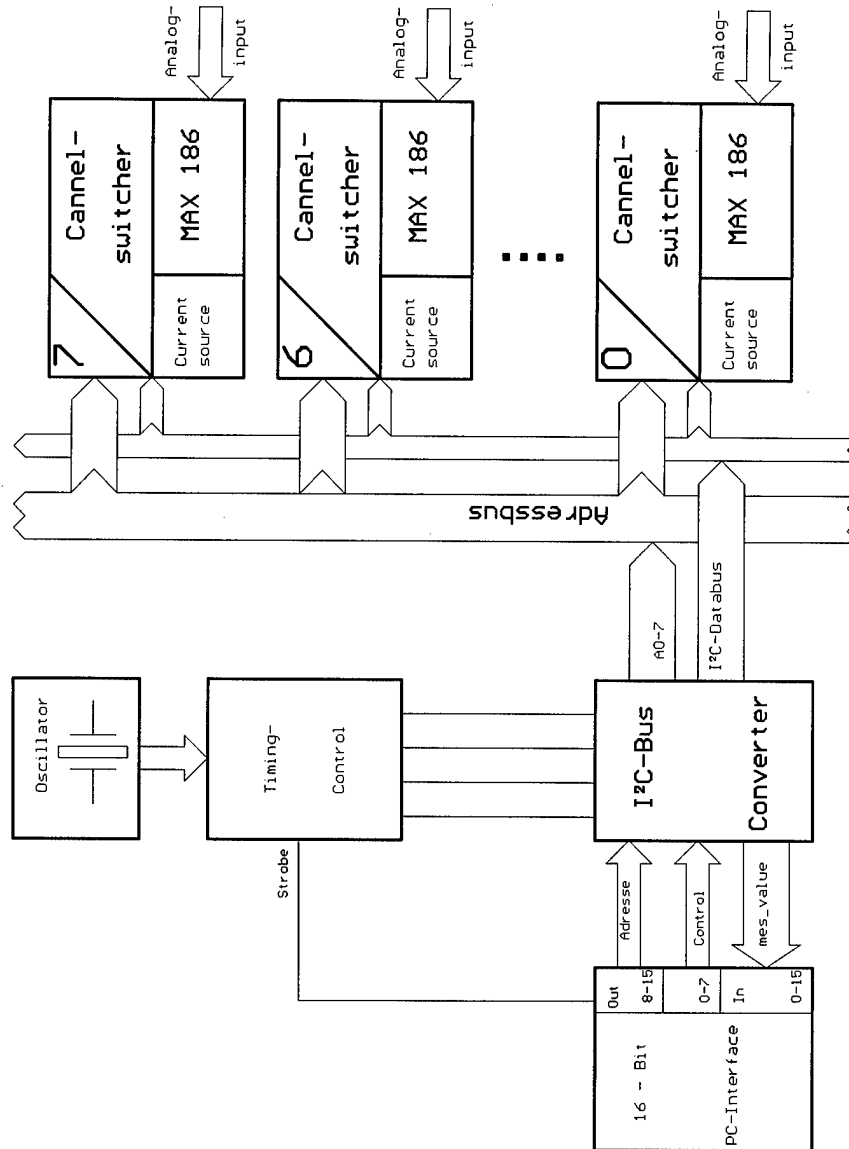 Oscillator
Timing-
Control
Strobe
16 - Bit
PC-Interface
Out
8-15
0-7
In
0-15
Adresse
Control
mes_value
I²C-Bus
Converter
A0-7
I²C-Databus
Adressbus
7
Cannel-
switcher
Current
source
MAX 186
Analog-
input
6
Cannel-
switcher
Current
source
MAX 186
Analog-
input
0
Cannel-
switcher
Current
source
MAX 186
Analog-
input